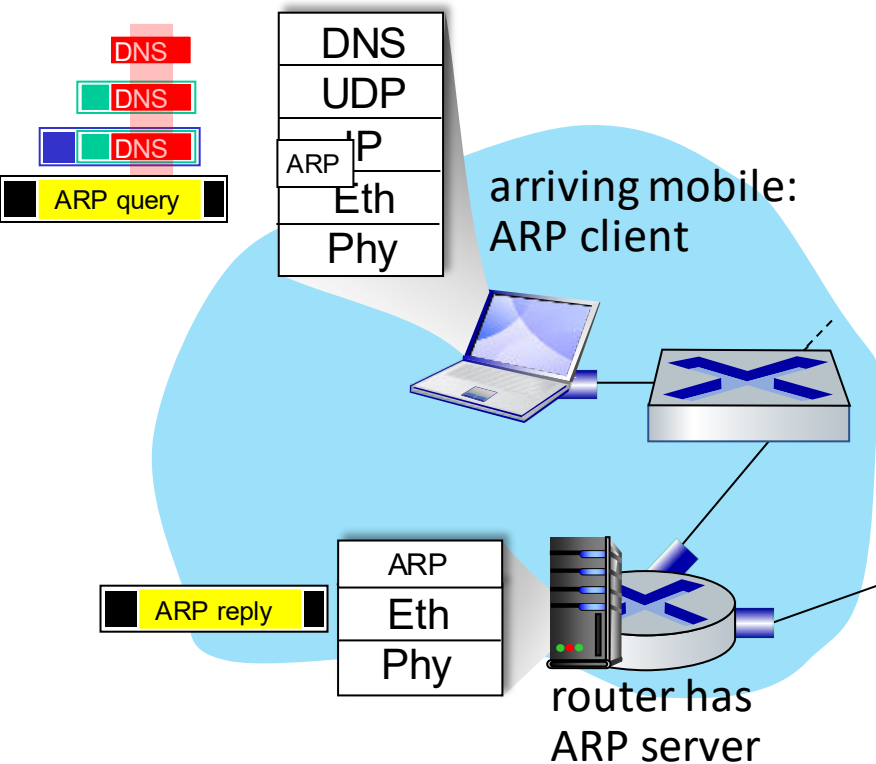 DNS
DNS
DNS
ARP query
DNS
UDP
IP
ARP
Eth
Phy
arriving mobile:
ARP client
ARP reply
ARP
Eth
Phy
router has
ARP server